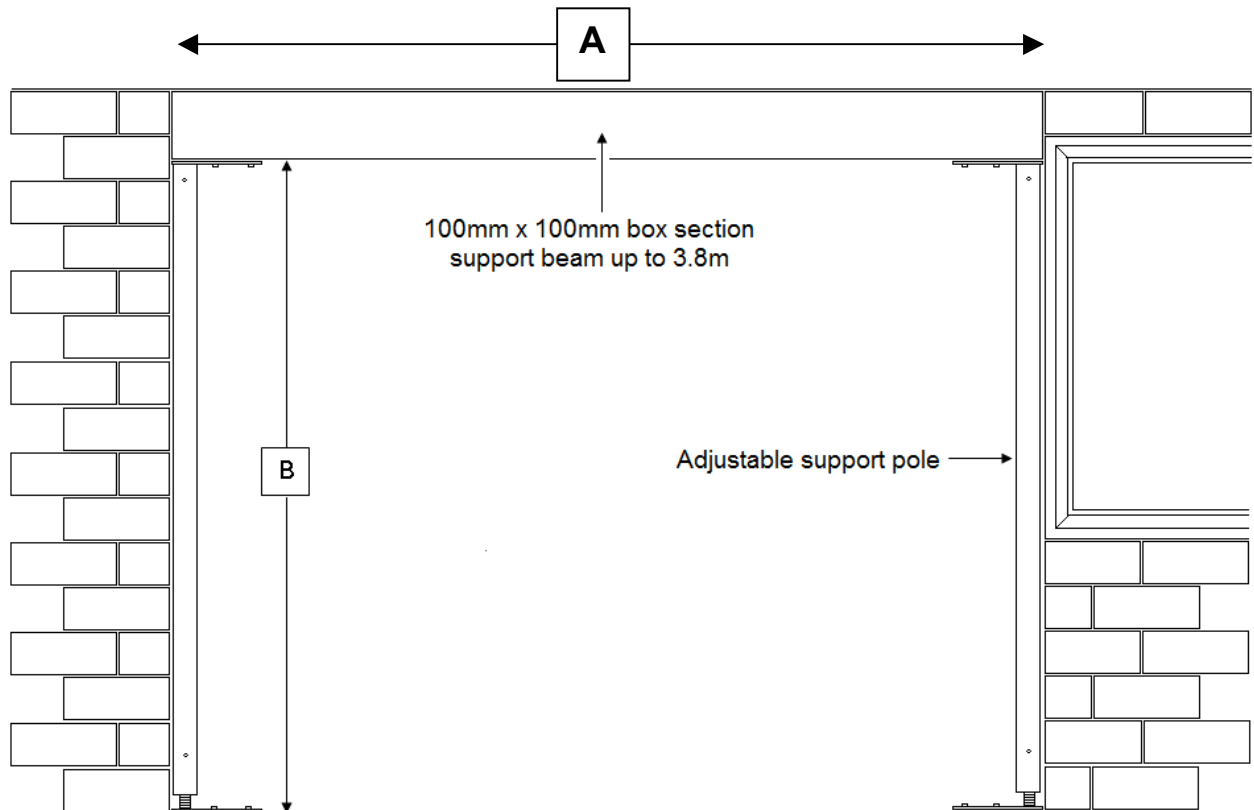 A
100mm x 100mm box section
support beam up to 3.8m
B
Adjustable support pole